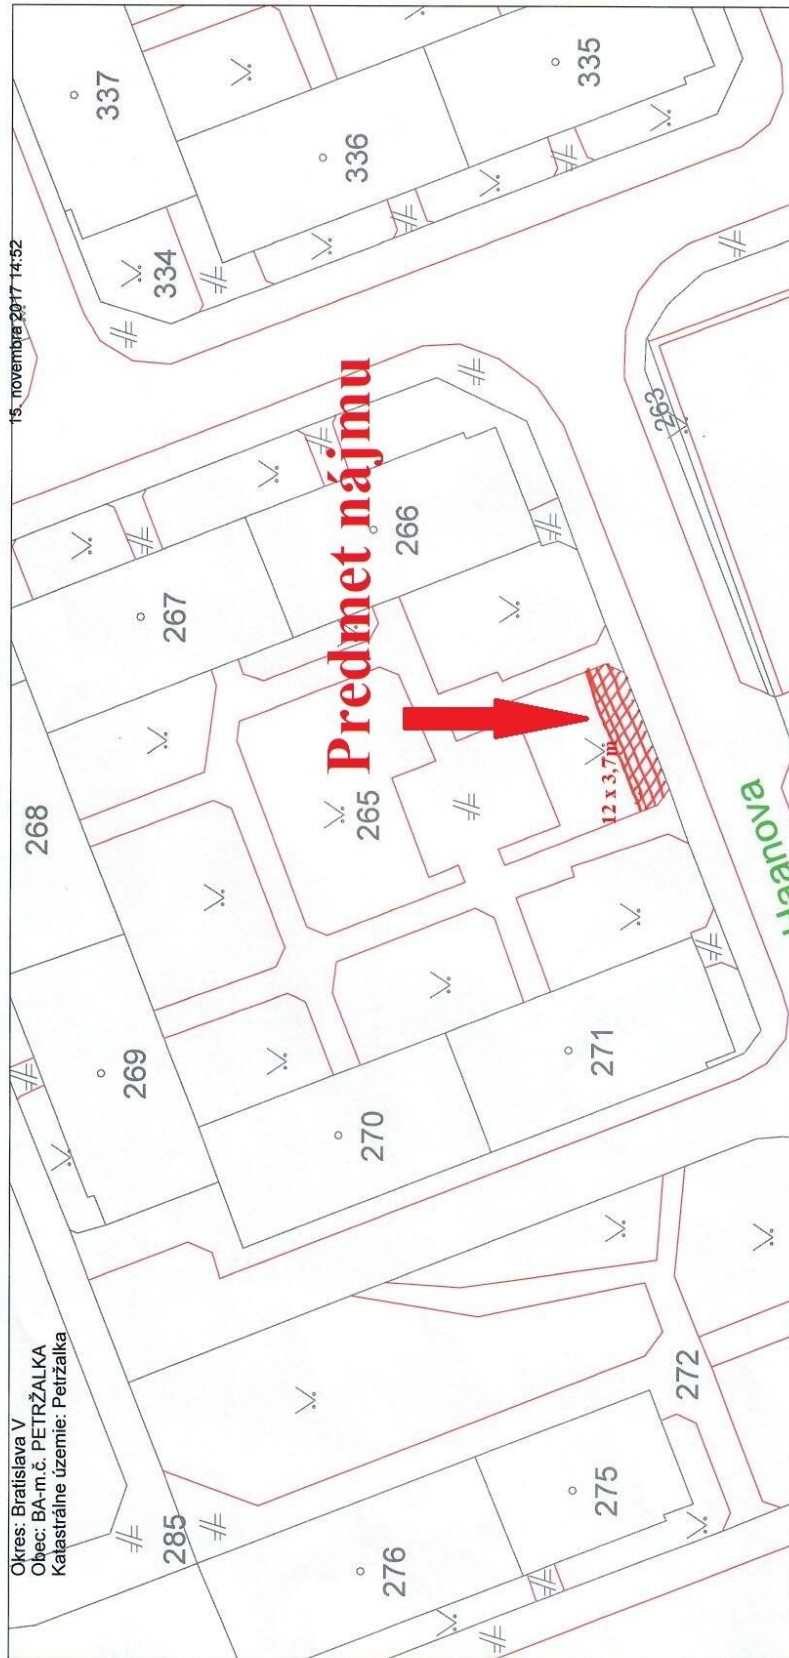 Okres: Bratislava V
Obec: BA-m.č. PETRŽALKA
Katastrálne územie: Petržalka
15. novembra 2017 14:52
285
269
268
267
334
337
276
270
265
Predmet nájmu
266
336
275
271
12 x 3,7m
335
272
263